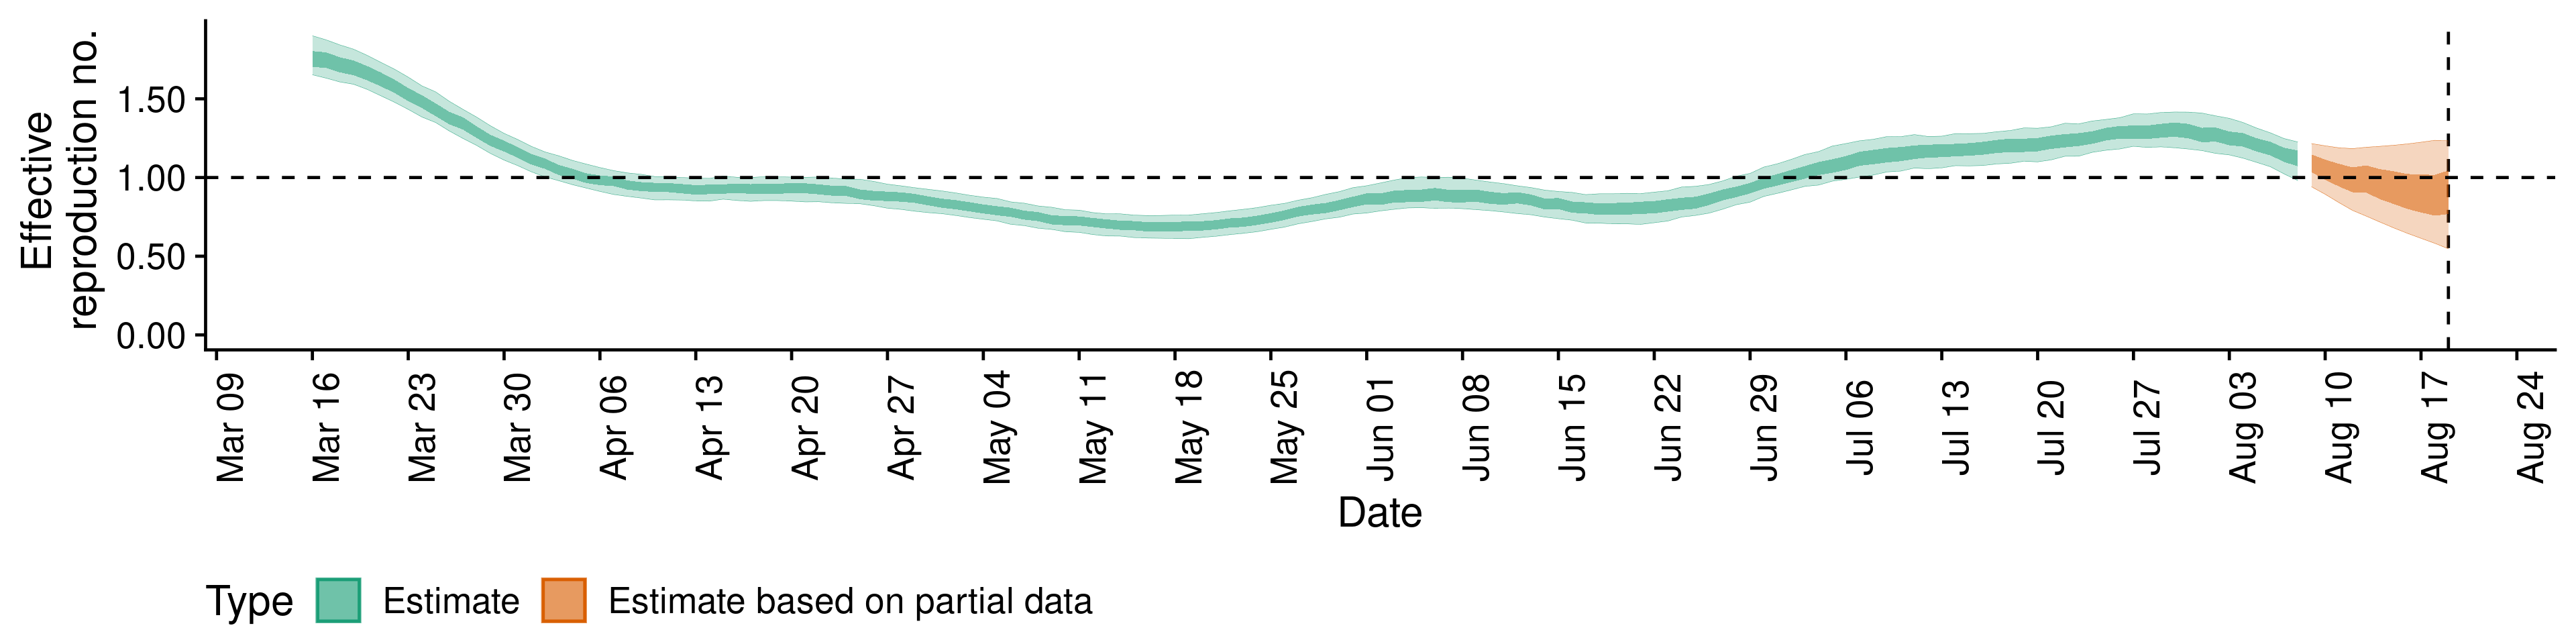 Effective
reproduction no.
1.50
1.00
0.50
0.00
Mar 09
Mar 16
Mar 23
Mar 30
Apr 06
Apr 13
Apr 20
Apr 27
May 04
May 11
May 18
May 25
Jun 01
Jun 08
Jun 15
Jun 22
Jun 29
Jul 06
Jul 13
Jul 20
Jul 27
Aug 03
Aug 10
Aug 17
Aug 24
Date
Type Estimate Estimate based on partial data